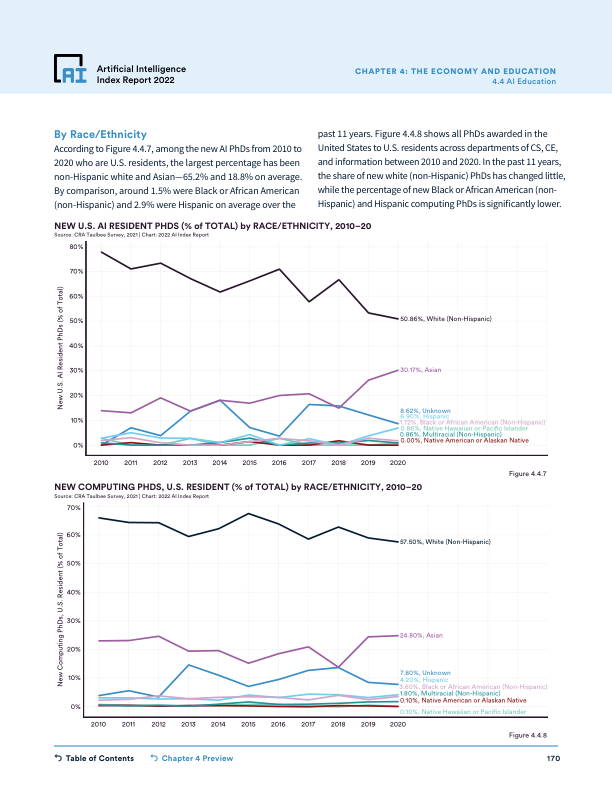 Artificial Intelligence
Index Report 2022
CHAPTER 4: THE ECONOMY AND EDUCATION
4.4 AI Education
By Race/Ethnicity
According to Figure 4.4.7, among the new AI PhDs from 2010 to
2020 who are U.S. residents, the largest percentage has been
non-Hispanic white and Asian—65.2% and 18.8% on average.
By comparison, around 1.5% were Black or African American
(non-Hispanic) and 2.9% were Hispanic on average over the
past 11 years. Figure 4.4.8 shows all PhDs awarded in the
United States to U.S. residents across departments of CS, CE,
and information between 2010 and 2020. In the past 11 years,
the share of new white (non-Hispanic) PhDs has changed little,
while the percentage of new Black or African American (non-
Hispanic) and Hispanic computing PhDs is significantly lower.
NEW U.S. AI RESIDENT PHDS (% of TOTAL) by RACE/ETHNICITY, 2010–20
Source: CRA Taulbee Survey, 2021 | Chart: 2022 AI Index Report
New U.S. AI Resident PhDs (% of Total)
80%
70%
60%
50%
40%
30%
20%
10%
0%
50.86%, White (Non-Hispanic)
30.17%, Asian
8.62%, Unknown
6.90%, Hispanic
1.72%, Black or African American (Non-Hispanic)
0.86%, Native Hawaiian or Pacific Islander
0.86%, Multiracial (Non-Hispanic)
0.00%, Native American or Alaskan Native
2010 2011 2012 2013 2014 2015 2016 2017 2018 2019 2020
Figure 4.4.7
NEW COMPUTING PHDS, U.S. RESIDENT (% of TOTAL) by RACE/ETHNICITY, 2010–20
Source: CRA Taulbee Survey, 2021 | Chart: 2022 AI Index Report
New Computing PhDs, U.S. Resident (% of Total)
70%
60%
50%
40%
30%
20%
10%
0%
57.50%, White (Non-Hispanic)
24.80%, Asian
7.80%, Unknown
4.20%, Hispanic
3.60%, Black or African American (Non-Hispanic)
1.80%, Multiracial (Non-Hispanic)
0.10%, Native American or Alaskan Native
0.10%, Native Hawaiian or Pacific Islander
2010 2011 2012 2013 2014 2015 2016 2017 2018 2019 2020
Figure 4.4.8
Table of Contents
Chapter 4 Preview
170